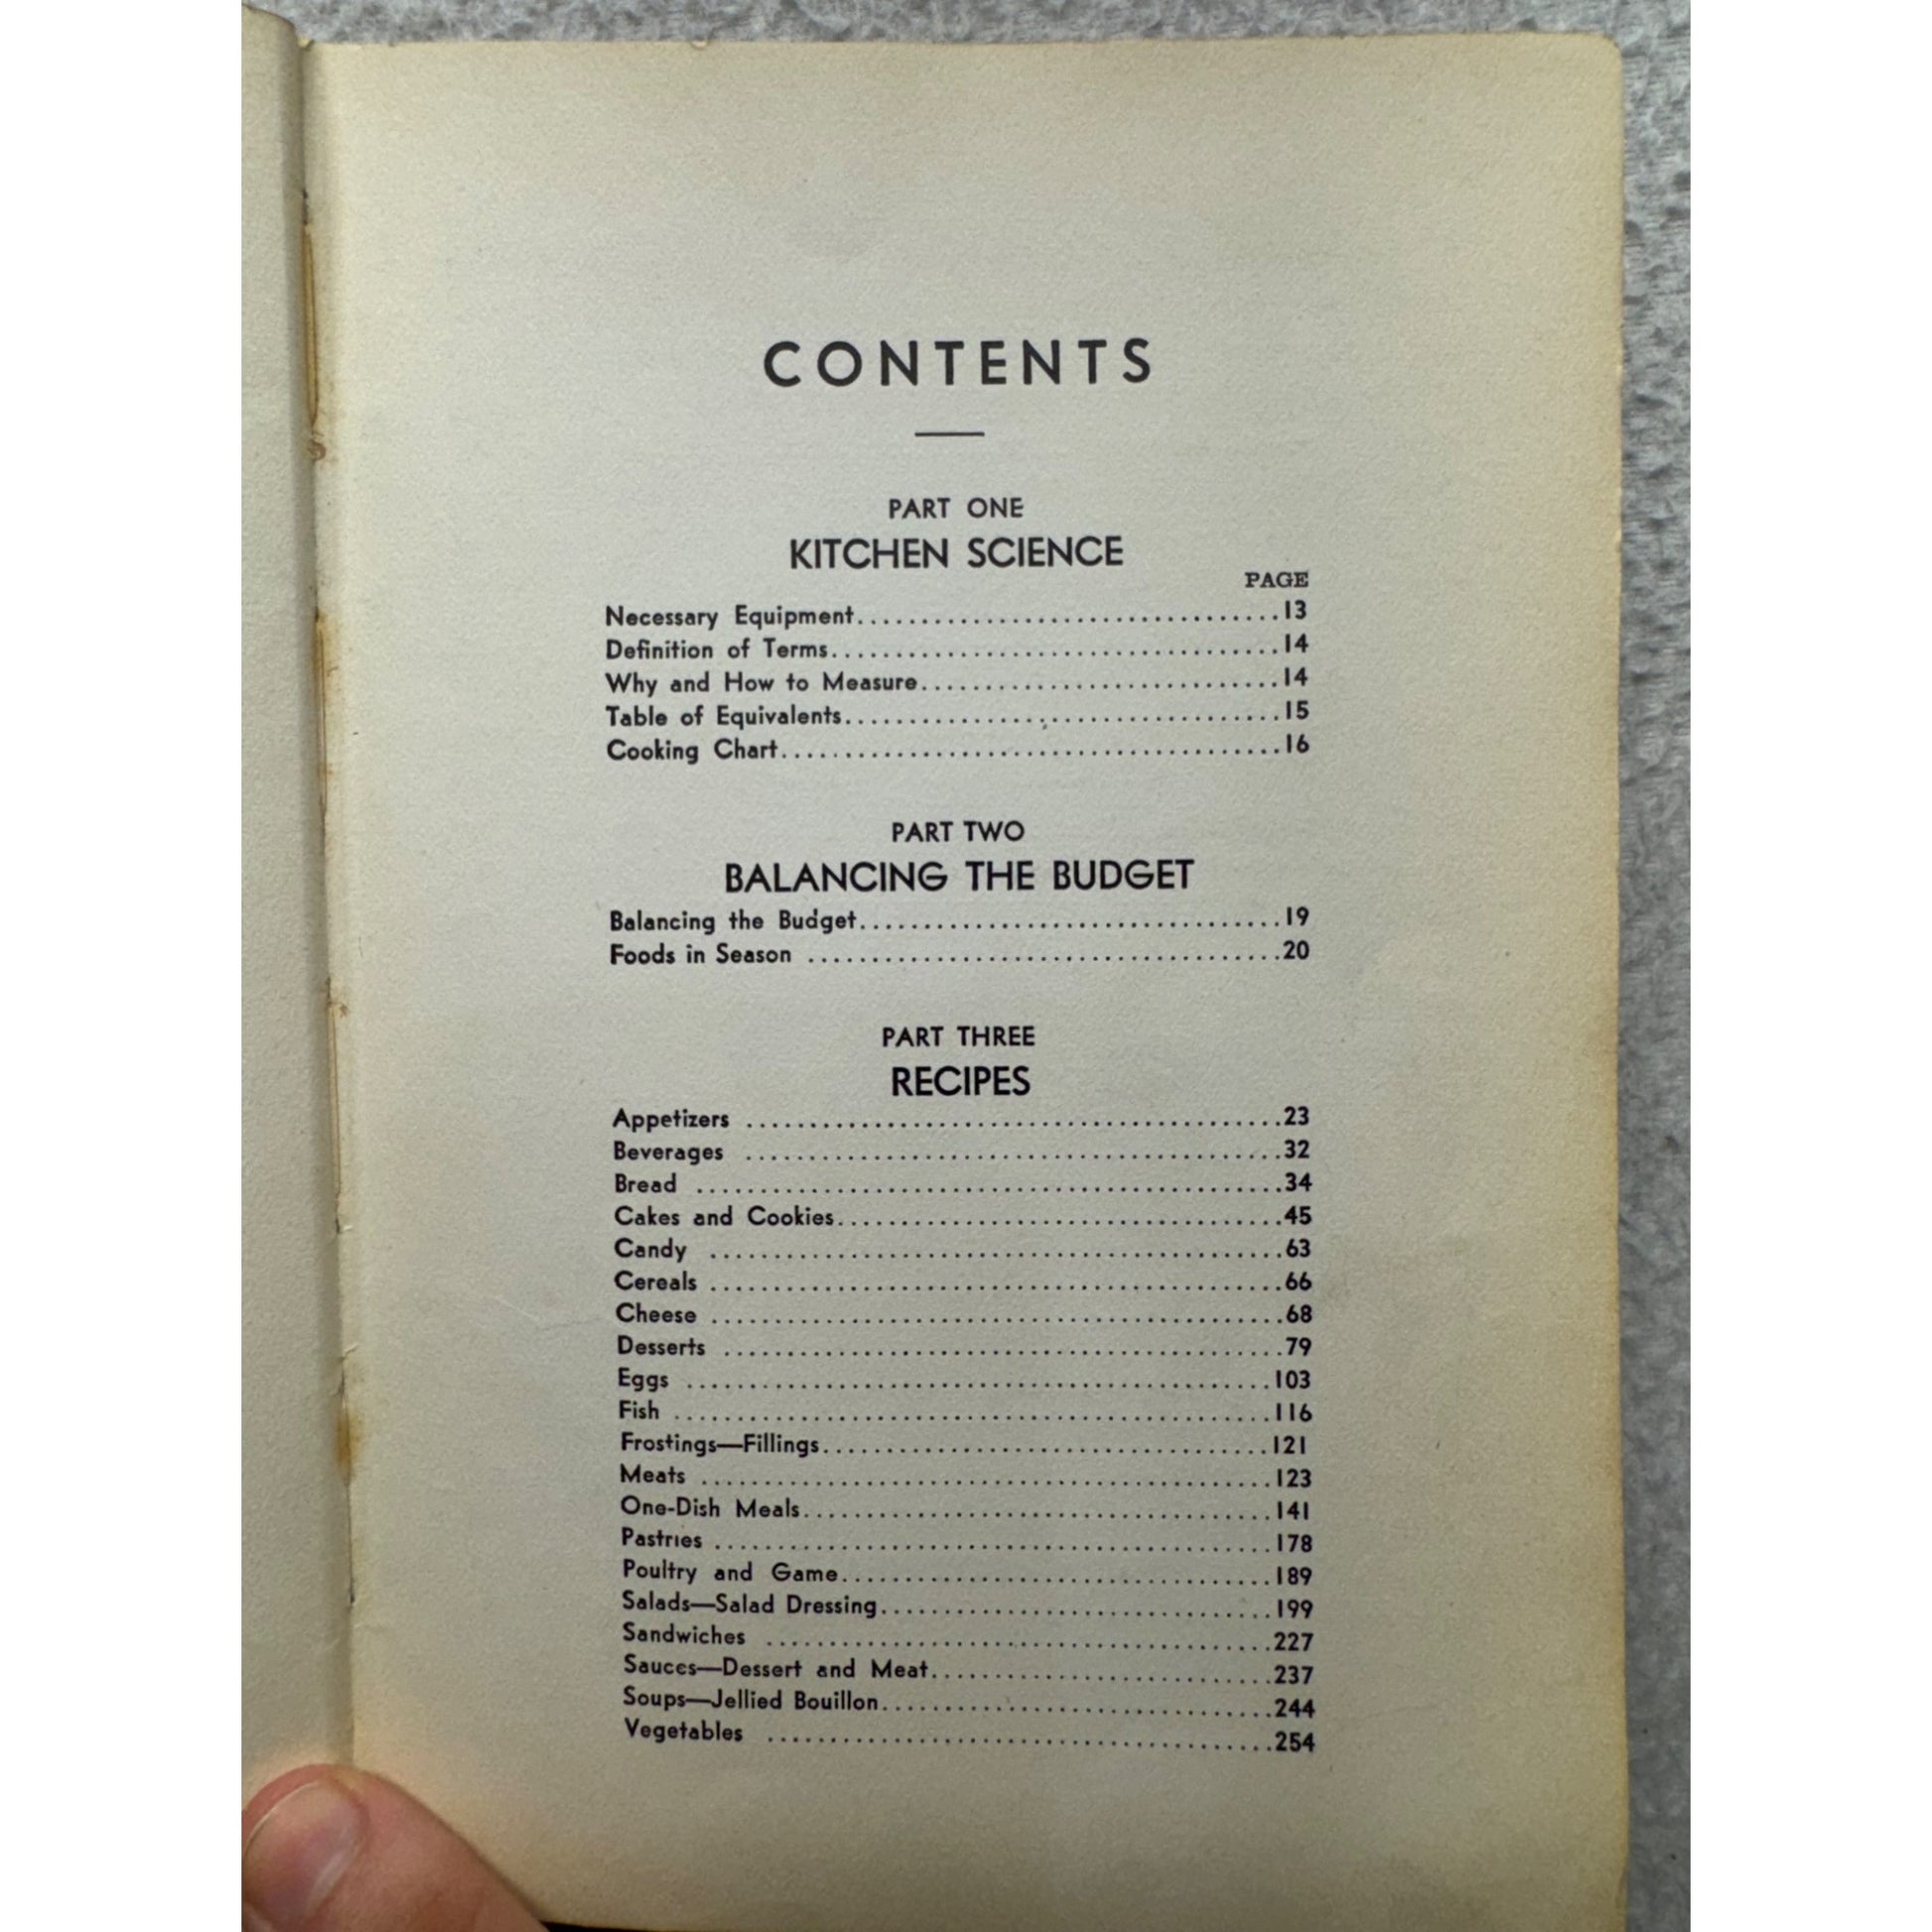 CONTENTS
PART ONE
KITCHEN SCIENCE
PAGE
Necessary Equipment.................................13
Definition of Terms...................................14
Why and How to Measure............................14
Table of Equivalents..................................15
Cooking Chart.......................................16
PART TWO
BALANCING THE BUDGET
Balancing the Budget.................................19
Foods in Season .....................................20
PART THREE
RECIPES
Appetizers ..........................................23
Beverages ..........................................32
Bread ..............................................34
Cakes and Cookies...................................45
Candy .............................................63
Cereals .............................................66
Cheese .............................................68
Desserts ............................................79
Eggs ..............................................103
Fish ...............................................116
Frostings—Fillings...................................121
Meats .............................................123
One-Dish Meals.....................................141
Pastries ............................................178
Poultry and Game..................................189
Salads—Salad Dressing...............................199
Sandwiches ........................................227
Sauces—Dessert and Meat...........................237
Soups—Jellied Bouillon...............................244
Vegetables ........................................254